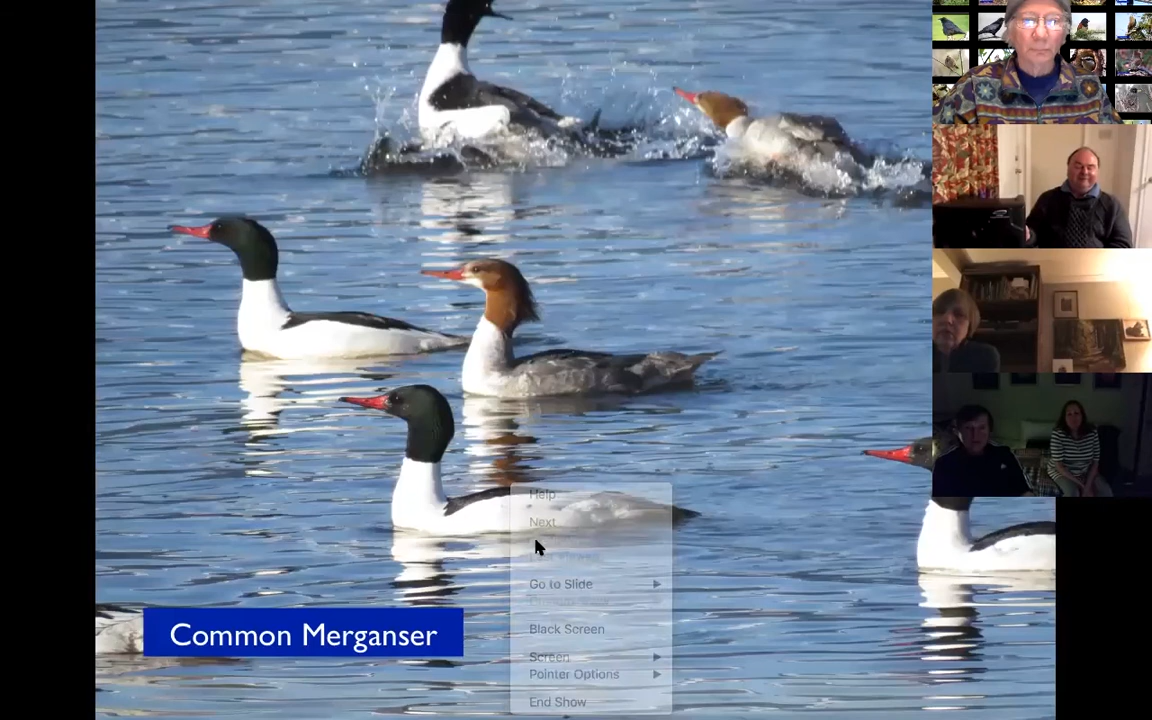 Help
Next
Go to Slide
Black Screen
Screen
Pointer Options
End Show
Common Merganser